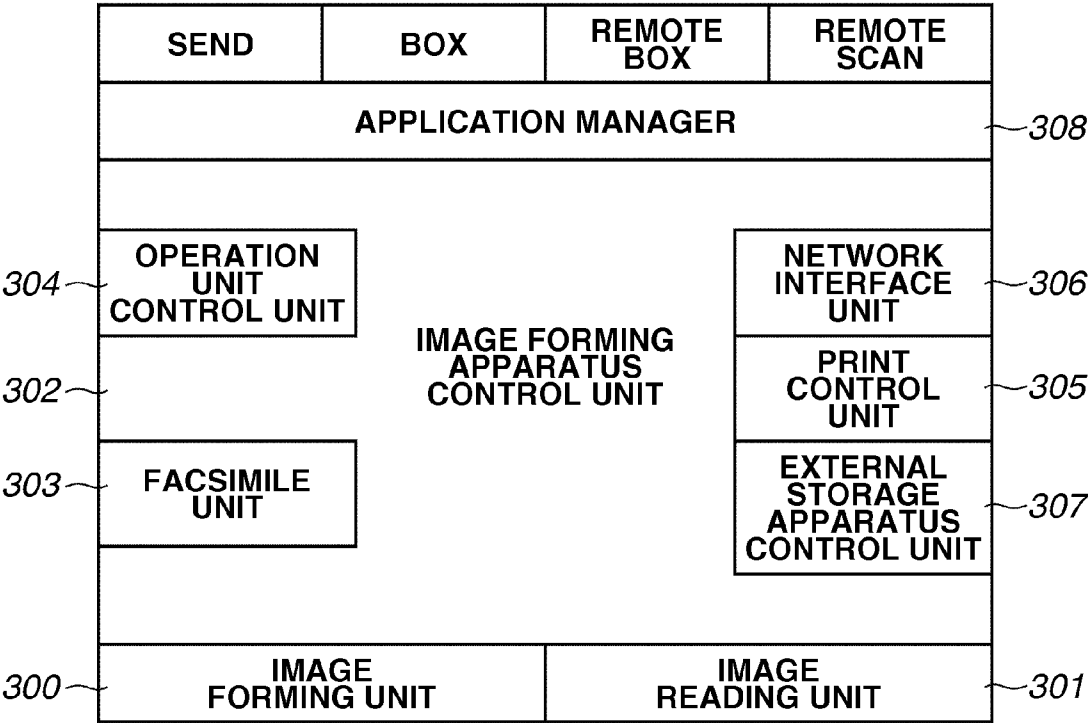 SEND
BOX
REMOTE
BOX
REMOTE
SCAN
APPLICATION MANAGER
308
OPERATION
UNIT
CONTROL UNIT
304
NETWORK
INTERFACE
UNIT
306
IMAGE FORMING
APPARATUS
CONTROL UNIT
302
PRINT
CONTROL
UNIT
305
FACSIMILE
UNIT
303
EXTERNAL
STORAGE
APPARATUS
CONTROL UNIT
307
IMAGE
FORMING UNIT
300
IMAGE
READING UNIT
301